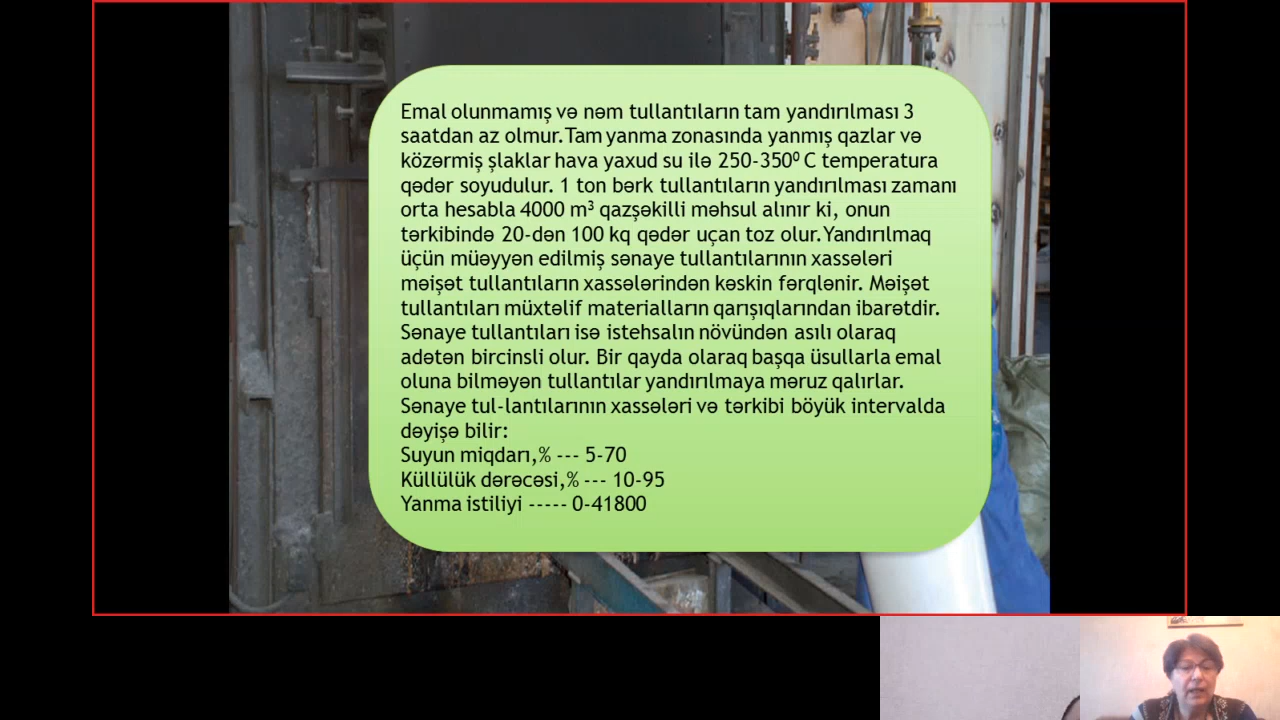 Emal olunmamış və nəm tullantıların tam yandırılması 3
saatdan az olmur.Tam yanma zonasında yanmış qazlar və
közərmiş şlaklar hava yaxud su ilə 250-350⁰ C temperatura
qədər soyudulur. 1 ton bərk tullantıların yandırılması zamanı
orta hesabla 4000 m³ qazşəkilli məhsul alınır ki, onun
tərkibində 20-dən 100 kq qədər uçan toz olur.Yandırılmaq
üçün müəyyən edilmiş sənaye tullantılarının xassələri
məişət tullantıların xassələrindən kəskin fərqlənir. Məişət
tullantıları müxtəlif materialların qarışıqlarından ibarətdir.
Sənaye tullantıları isə istehsalın növündən asılı olaraq
adətən bircinsli olur. Bir qayda olaraq başqa üsullarla emal
oluna bilməyən tullantılar yandırılmaya məruz qalırlar.
Sənaye tul-lantılarının xassələri və tərkibi böyük intervalda
dəyişə bilir:
Suyun miqdarı,% --- 5-70
Küllülük dərəcəsi,% --- 10-95
Yanma istiliyi ----- 0-41800